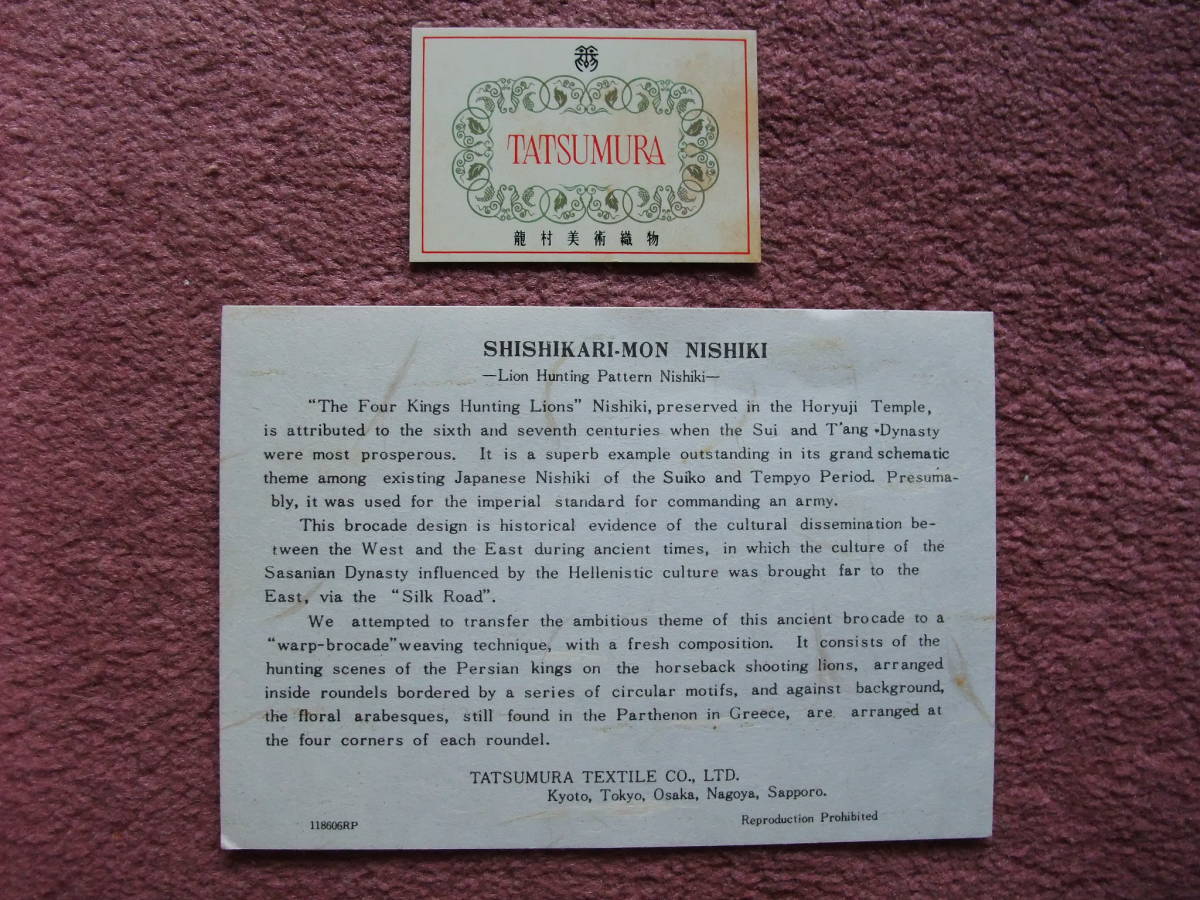 TATSUMURA
龍村美術織物
SHISHIKARI-MON NISHIKI
—Lion Hunting Pattern Nishiki—
“The Four Kings Hunting Lions” Nishiki, preserved in the Horyuji Temple,
is attributed to the sixth and seventh centuries when the Sui and T'ang •Dynasty
were most prosperous. It is a superb example outstanding in its grand schematic
theme among existing Japanese Nishiki of the Suiko and Tempyo Period. Presuma-
bly, it was used for the imperial standard for commanding an army.
This brocade design is historical evidence of the cultural dissemination be-
tween the West and the East during ancient times, in which the culture of the
Sasanian Dynasty influenced by the Hellenistic culture was brought far to the
East, via the “Silk Road”.
We attempted to transfer the ambitious theme of this ancient brocade to a
“warp-brocade” weaving technique, with a fresh composition. It consists of the
hunting scenes of the Persian kings on the horseback shooting lions, arranged
inside roundels bordered by a series of circular motifs, and against background,
the floral arabesques, still found in the Parthenon in Greece, are arranged at
the four corners of each roundel.
TATSUMURA TEXTILE CO., LTD.
Kyoto, Tokyo, Osaka, Nagoya, Sapporo.
118606RP
Reproduction Prohibited